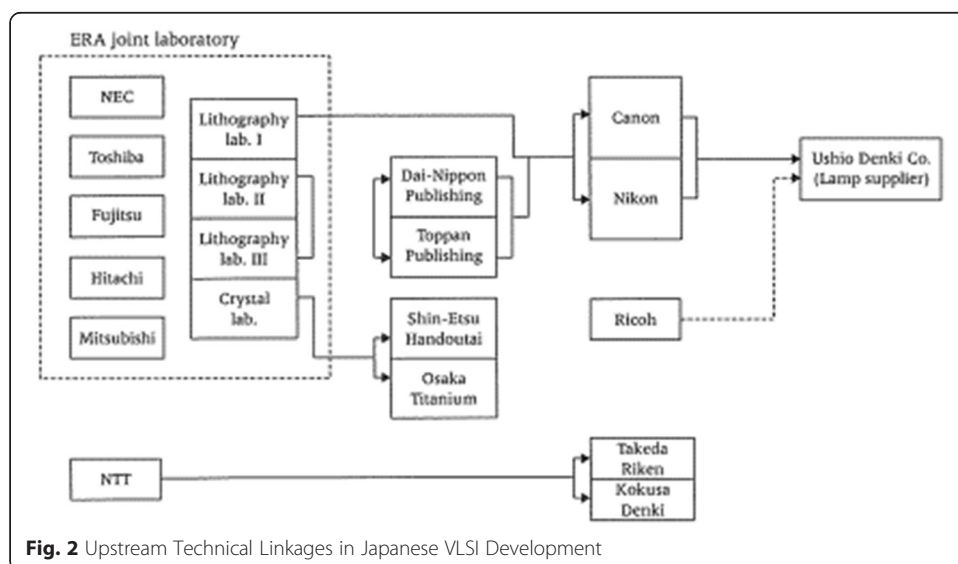 ERA joint laboratory
NEC
Toshiba
Fujitsu
Hitachi
Mitsubishi
Lithography
lab. I
Lithography
lab. II
Lithography
lab. III
Crystal
lab.
Dai-Nippon
Publishing
Toppan
Publishing
Shin-Etsu
Handoutai
Osaka
Titanium
Canon
Nikon
Ricoh
Ushio Denki Co.
(Lamp supplier)
NTT
Takeda
Riken
Kokusa
Denki
Fig. 2 Upstream Technical Linkages in Japanese VLSI Development